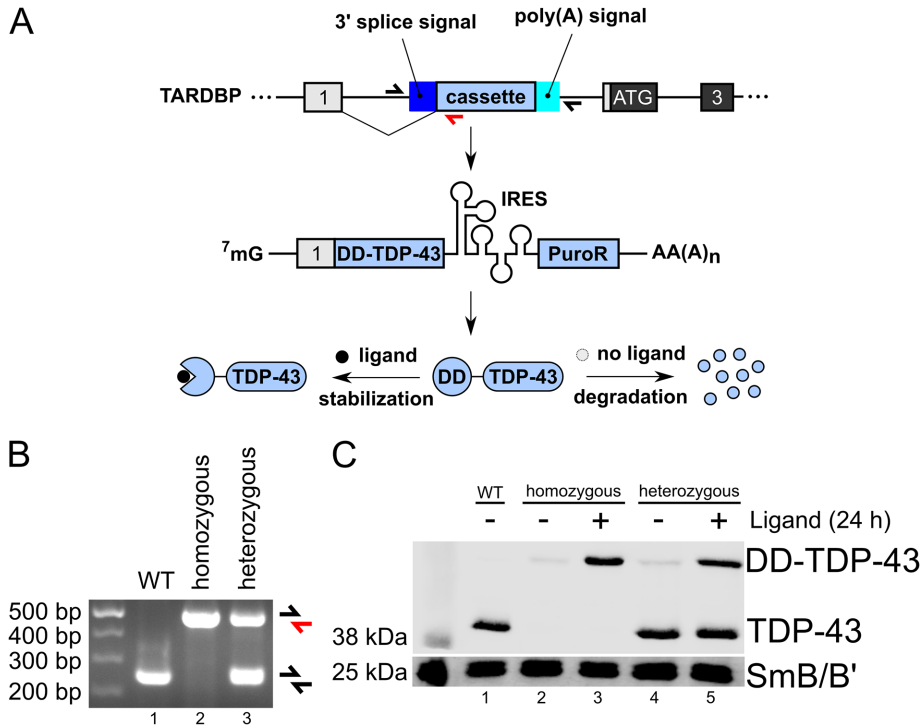 A
3' splice signal
poly(A) signal
TARDBP ··· 1 cassette ATG 3 ···
IRES
⁷mG 1 DD-TDP-43 PuroR AA(A)ₙ
ligand
no ligand
TDP-43 DD TDP-43
stabilization
degradation
B
WT homozygous heterozygous
500 bp
400 bp
300 bp
200 bp
1 2 3
C
WT homozygous heterozygous
- - + - + Ligand (24 h)
DD-TDP-43
38 kDa TDP-43
25 kDa SmB/B'
1 2 3 4 5